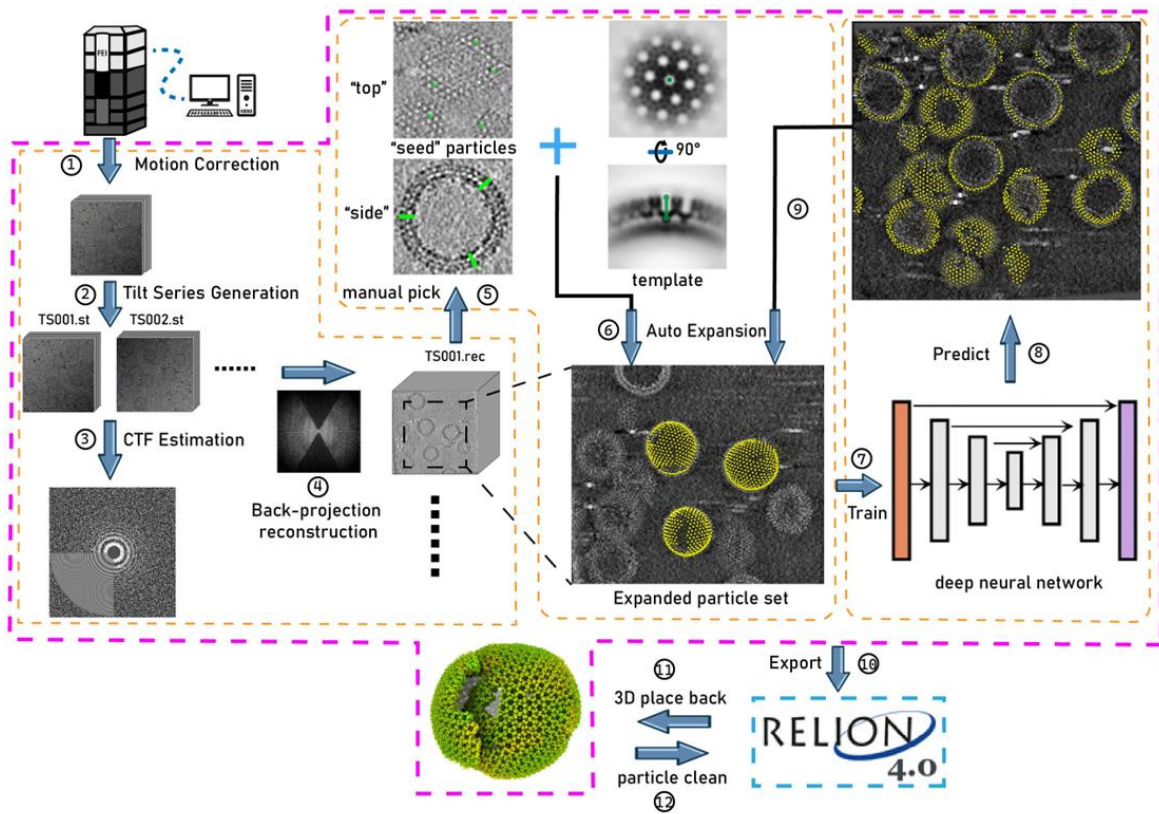 FEI
①
Motion Correction
②
Tilt Series Generation
TS001.st
TS002.st
......
③
CTF Estimation
④
Back-projection
reconstruction
"top"
"seed" particles
"side"
manual pick
⑤
TS001.rec
90°
template
⑥
Auto Expansion
⑨
Expanded particle set
⑦
Train
Predict
⑧
deep neural network
Export
⑩
RELION
4.0
⑪
3D place back
particle clean
⑫